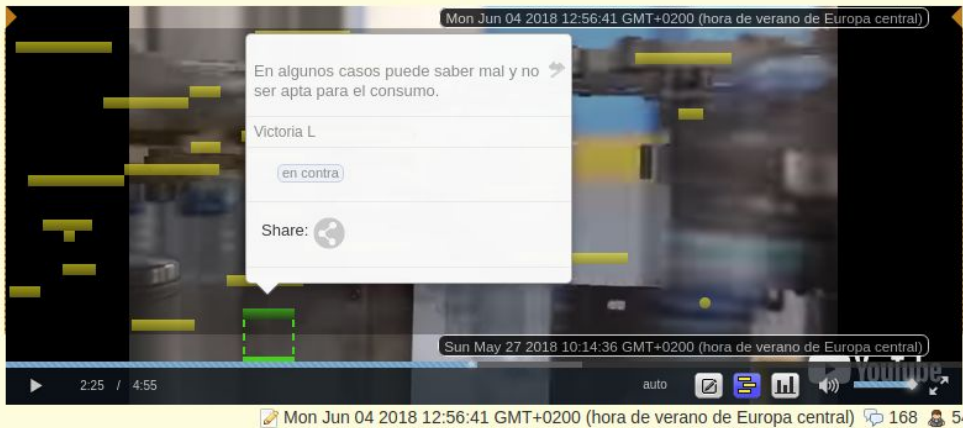 Mon Jun 04 2018 12:56:41 GMT+0200 (hora de verano de Europa central)
En algunos casos puede saber mal y no
ser apta para el consumo.
Victoria L
en contra
Share:
Sun May 27 2018 10:14:36 GMT+0200 (hora de verano de Europa central)
YouTube
2:25 / 4:55
auto
Mon Jun 04 2018 12:56:41 GMT+0200 (hora de verano de Europa central) 168